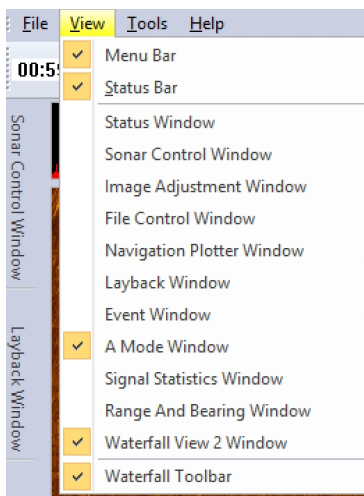 File View Tools Help
00:5
Menu Bar
Status Bar
Status Window
Sonar Control Window
Image Adjustment Window
File Control Window
Navigation Plotter Window
Layback Window
Event Window
A Mode Window
Signal Statistics Window
Range And Bearing Window
Waterfall View 2 Window
Waterfall Toolbar
Sonar Control Window
Layback Window